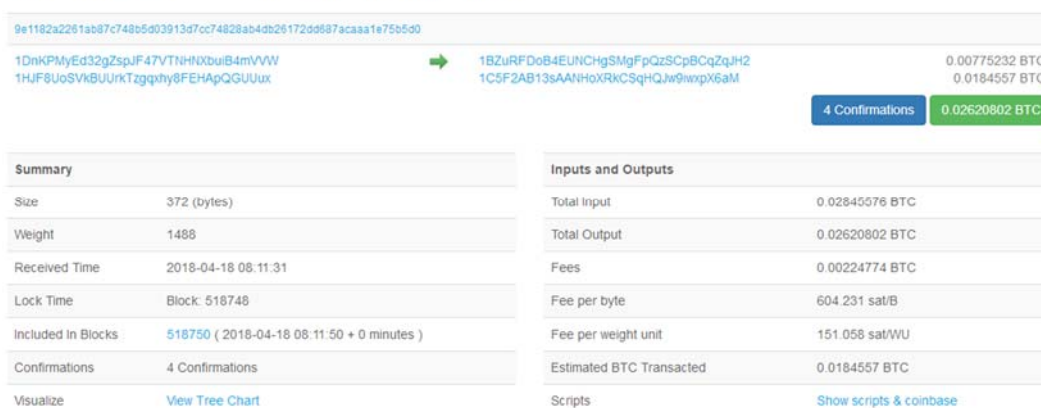 9e1182a2261ab87c748b5d03913d7cc74828ab4db26172dd687acaaa1e75b5d0
1DnKPMyEd32gZspJF47VTNHNXbuiB4mVVW 1BZuRFDoB4EUNCHgSMgFpQzSCpBCqZqJH2 0.00775232 BTC
1HJF8UoSVkBUUrkTzgqxhy8FEHApQGUUux 1C5F2AB13sAANHoXRkCSqHQJw9iwxpX6aM 0.0184557 BTC
4 Confirmations 0.02620802 BTC
Summary Inputs and Outputs
Size 372 (bytes) Total Input 0.02845576 BTC
Weight 1488 Total Output 0.02620802 BTC
Received Time 2018-04-18 08:11:31 Fees 0.00224774 BTC
Lock Time Block: 518748 Fee per byte 604.231 sat/B
Included In Blocks 518750 ( 2018-04-18 08:11:50 + 0 minutes ) Fee per weight unit 151.058 sat/WU
Confirmations 4 Confirmations Estimated BTC Transacted 0.0184557 BTC
Visualize View Tree Chart Scripts Show scripts & coinbase